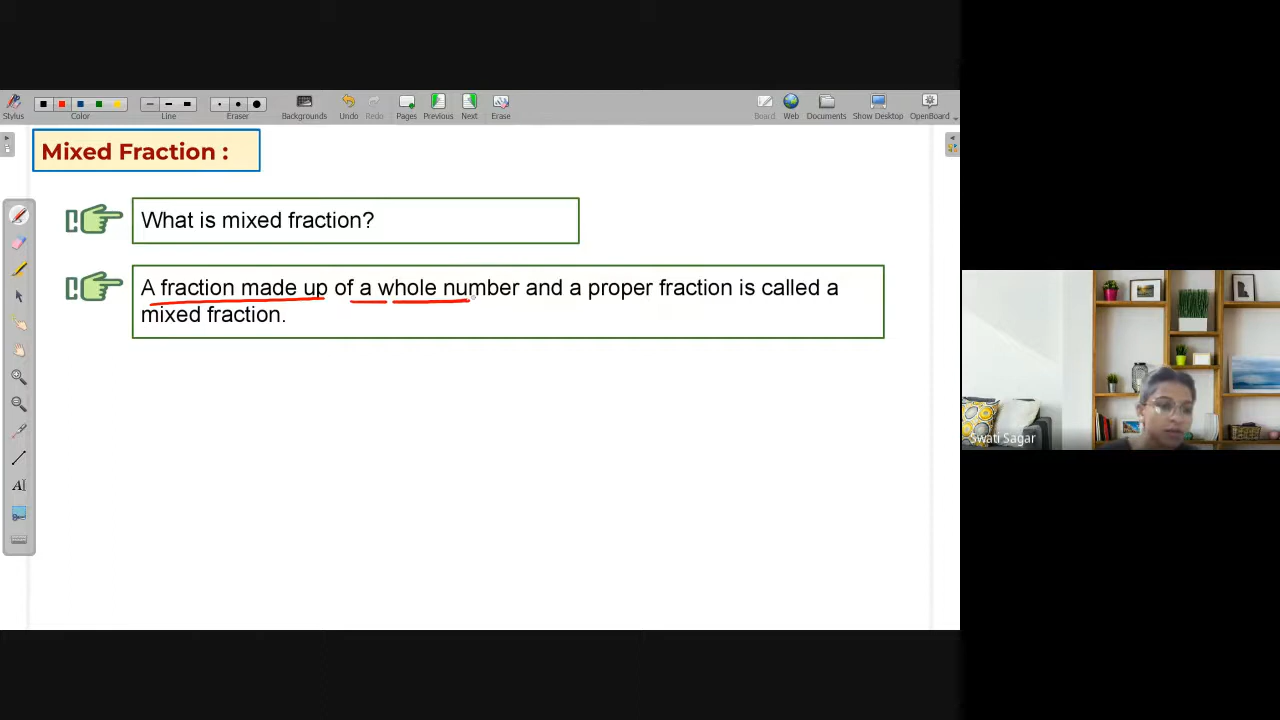 Stylus
Color
Line
Eraser
Backgrounds
Undo
Redo
Pages
Previous
Next
Erase
Board
Web
Documents
Show Desktop
OpenBoard
Mixed Fraction :
What is mixed fraction?
A fraction made up of a whole number and a proper fraction is called a
mixed fraction.
A
Swati Sagar